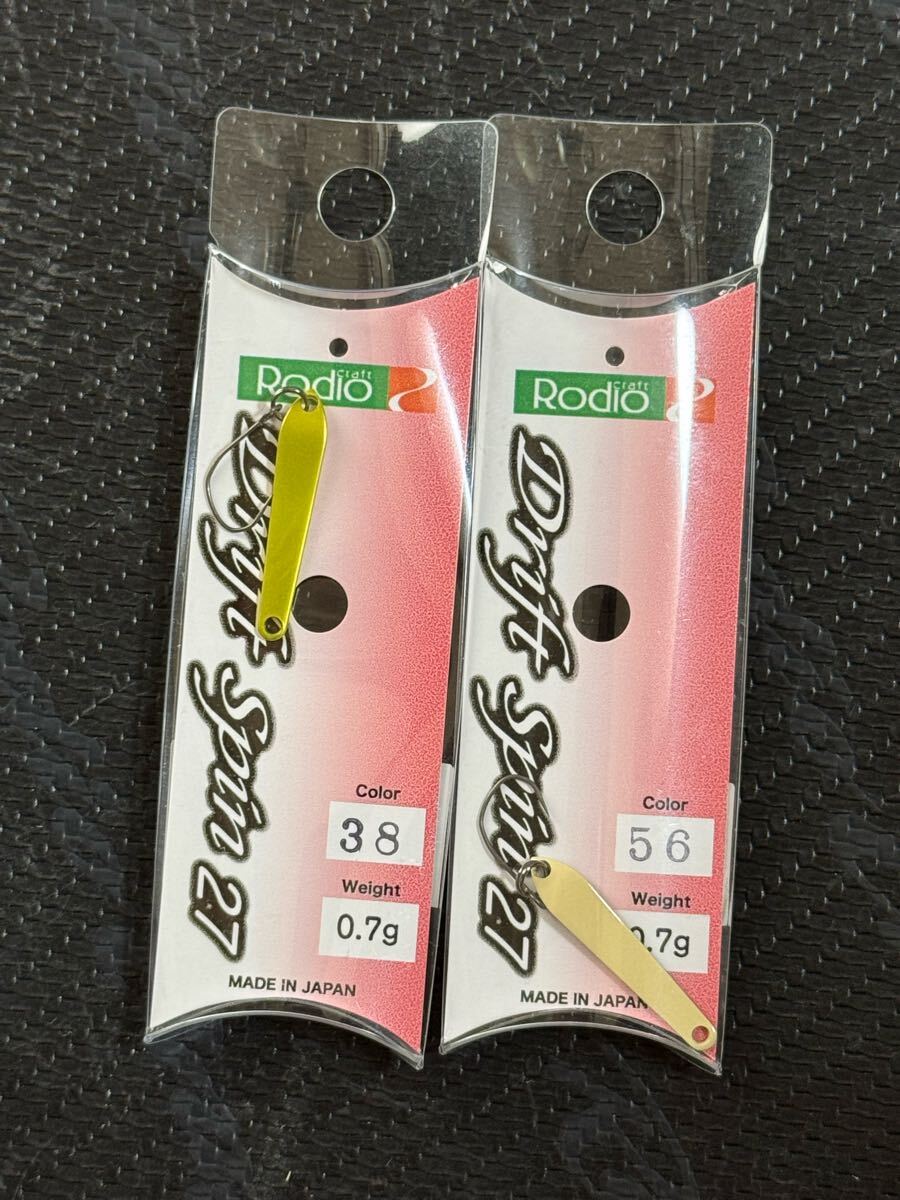 Rodio
craft
Drift Spin 27
Color
38
Weight
0.7g
MADE IN JAPAN
Rodio
craft
Drift Spin 27
Color
56
Weight
0.7g
MADE IN JAPAN